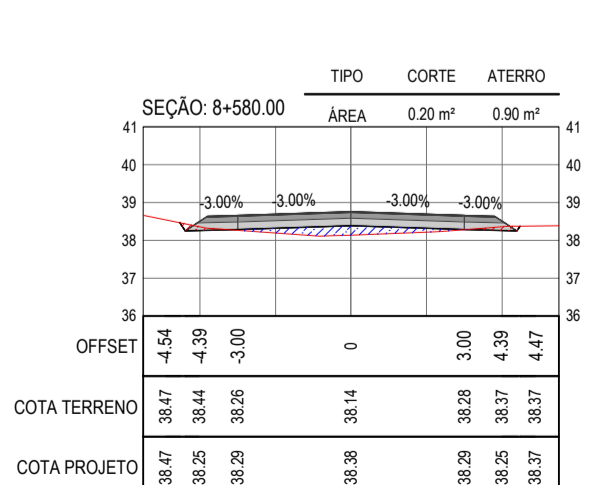 TIPO CORTE ATERRO
SEÇÃO: 8+580.00
ÁREA 0.20 m² 0.90 m²
41 41
40 40
39 39
-3.00% -3.00% -3.00% -3.00%
38 38
37 37
36 36
OFFSET -4.54 -4.39 -3.00 0 3.00 4.39 4.47
COTA TERRENO 38.47 38.44 38.26 38.14 38.28 38.37 38.37
COTA PROJETO 38.47 38.25 38.29 38.38 38.29 38.25 38.37